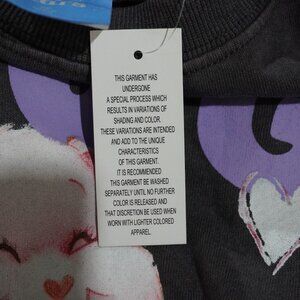 THIS GARMENT HAS
UNDERGONE
A SPECIAL PROCESS WHICH
RESULTS IN VARIATIONS OF
SHADING AND COLOR.
THESE VARIATIONS ARE INTENDED
AND ADD TO THE UNIQUE
CHARACTERISTICS
OF THIS GARMENT.
IT IS RECOMMENDED
THIS GARMENT BE WASHED
SEPARATELY UNTIL NO FURTHER
COLOR IS RELEASED AND
THAT DISCRETION BE USED WHEN
WORN WITH LIGHTER COLORED
APPAREL.